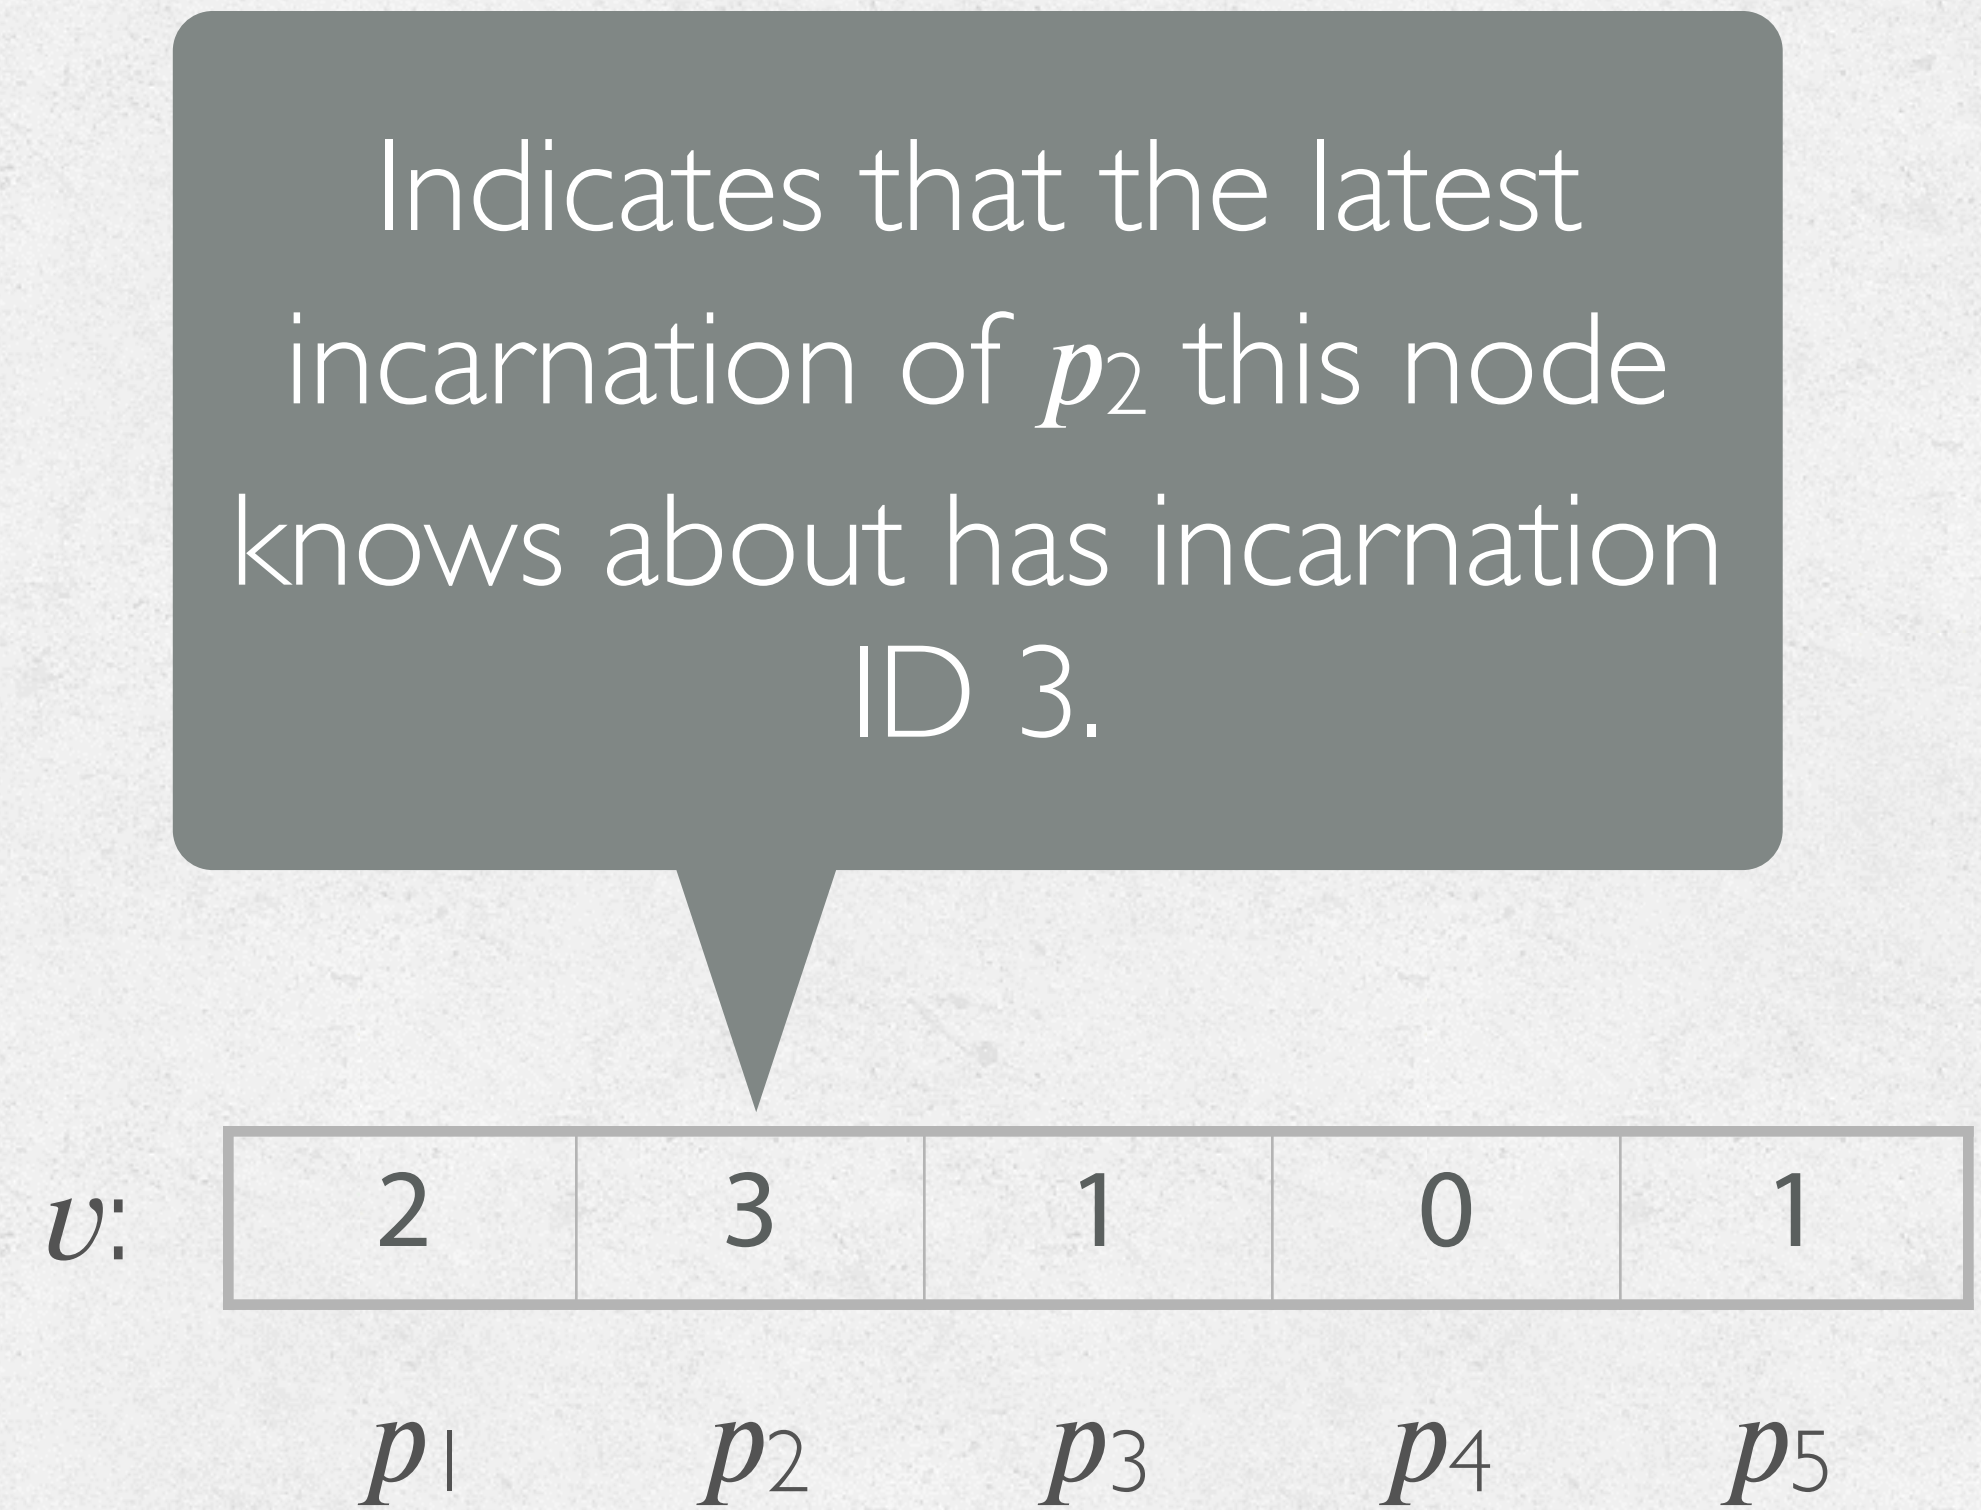 Indicates that the latest
incarnation of p2 this node
knows about has incarnation
ID 3.
v: 2 3 1 0 1
p1 p2 p3 p4 p5